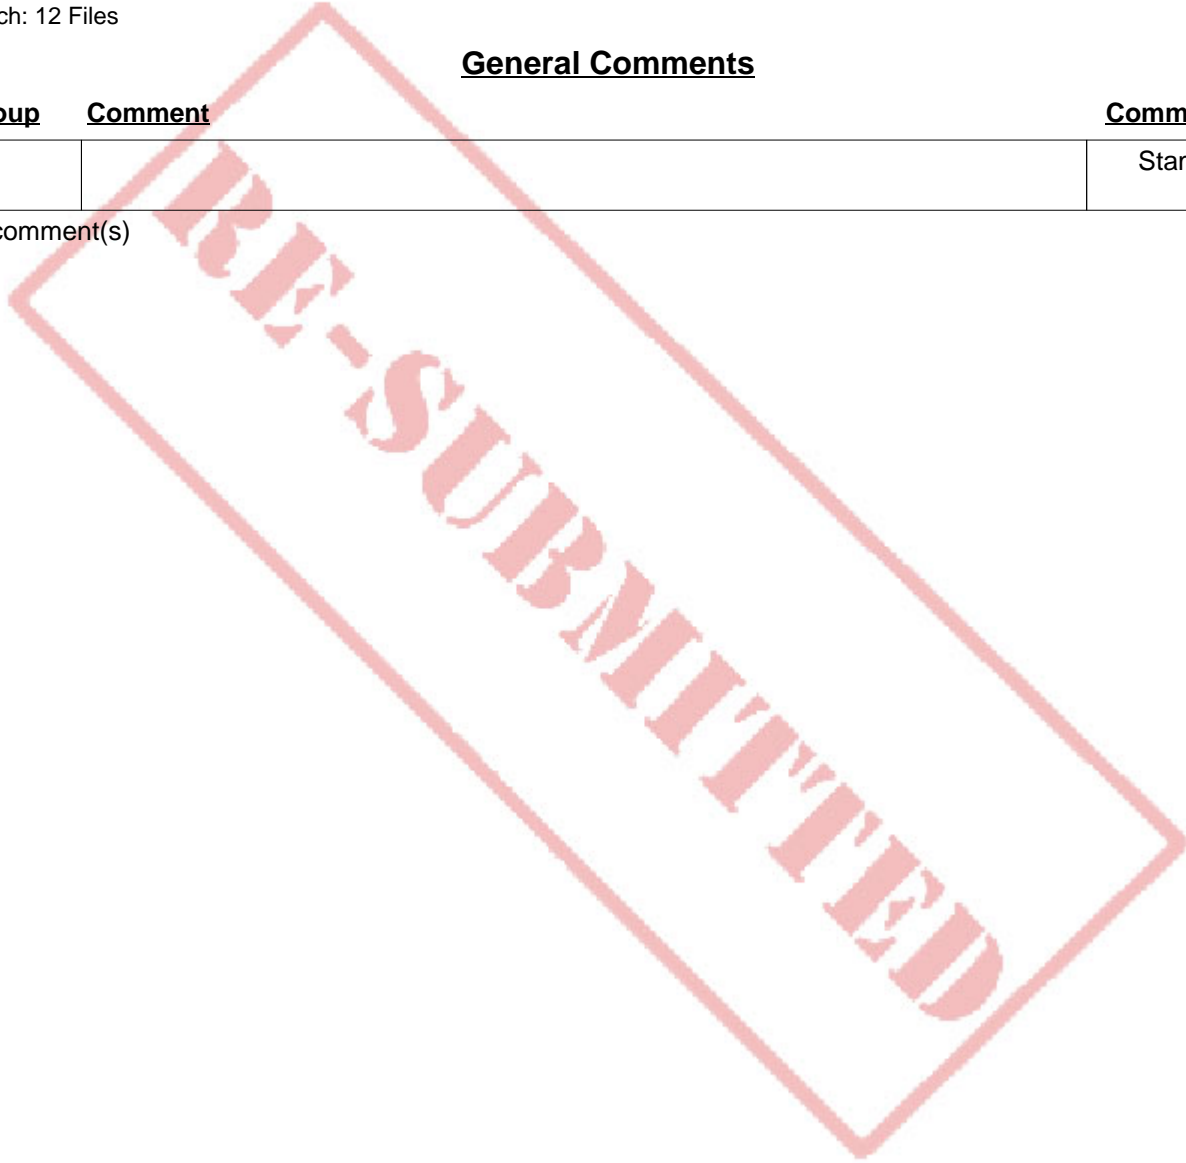 ch: 12 Files
General Comments
oup Comment Comm
Star
comment(s)
RE-SUBMITTED